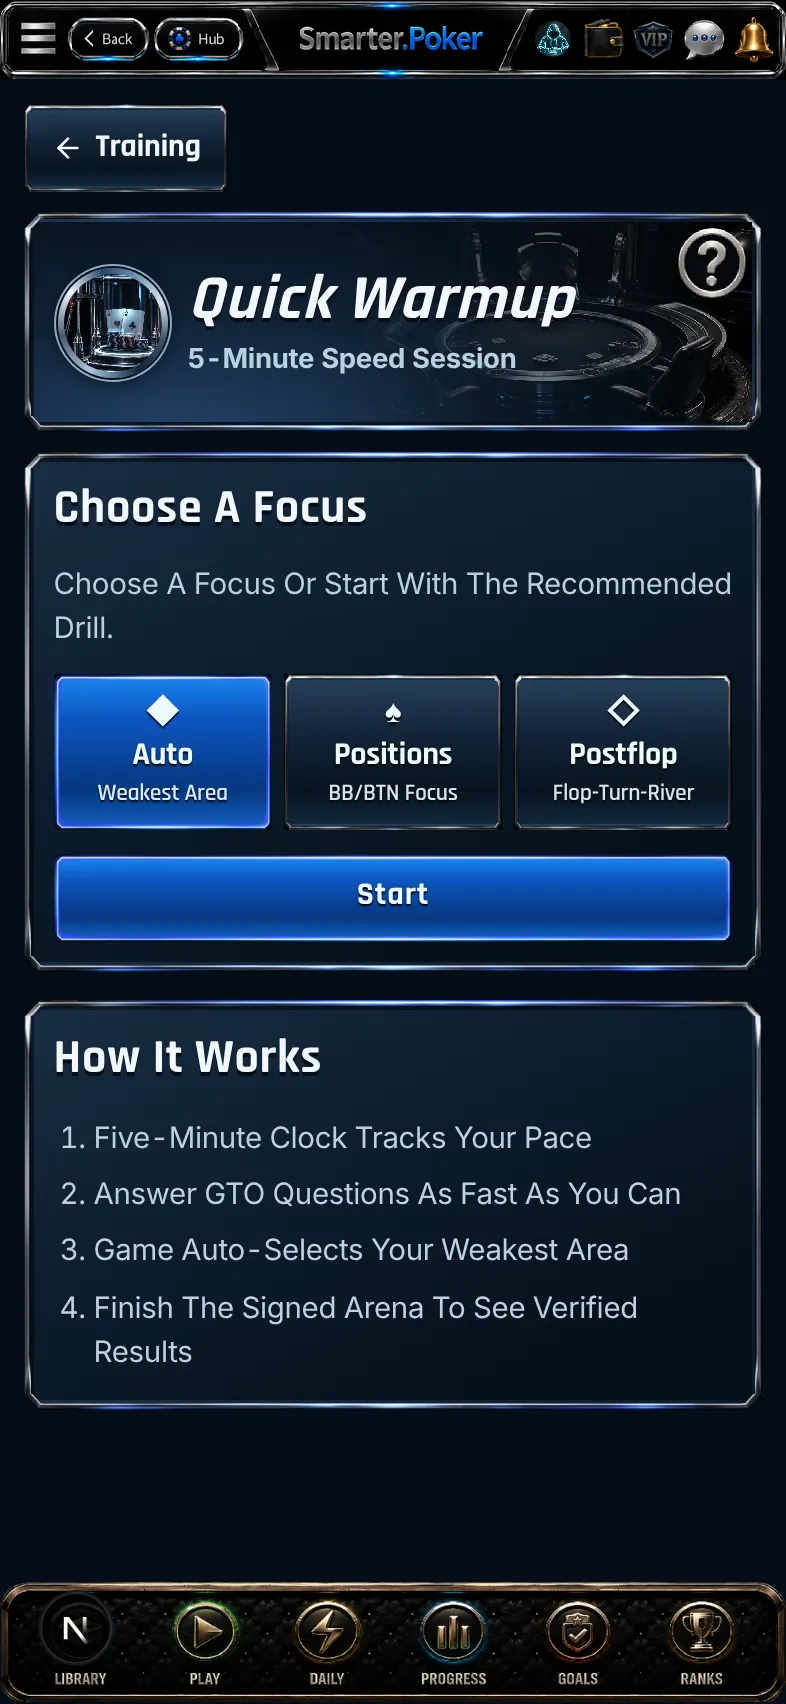 Back
Hub
Smarter.Poker
VIP
← Training
Quick Warmup
5-Minute Speed Session
?
Choose A Focus
Choose A Focus Or Start With The Recommended
Drill.
Auto
Weakest Area
Positions
BB/BTN Focus
Postflop
Flop-Turn-River
Start
How It Works
1. Five-Minute Clock Tracks Your Pace
2. Answer GTO Questions As Fast As You Can
3. Game Auto-Selects Your Weakest Area
4. Finish The Signed Arena To See Verified
Results
N
LIBRARY
PLAY
DAILY
PROGRESS
GOALS
RANKS